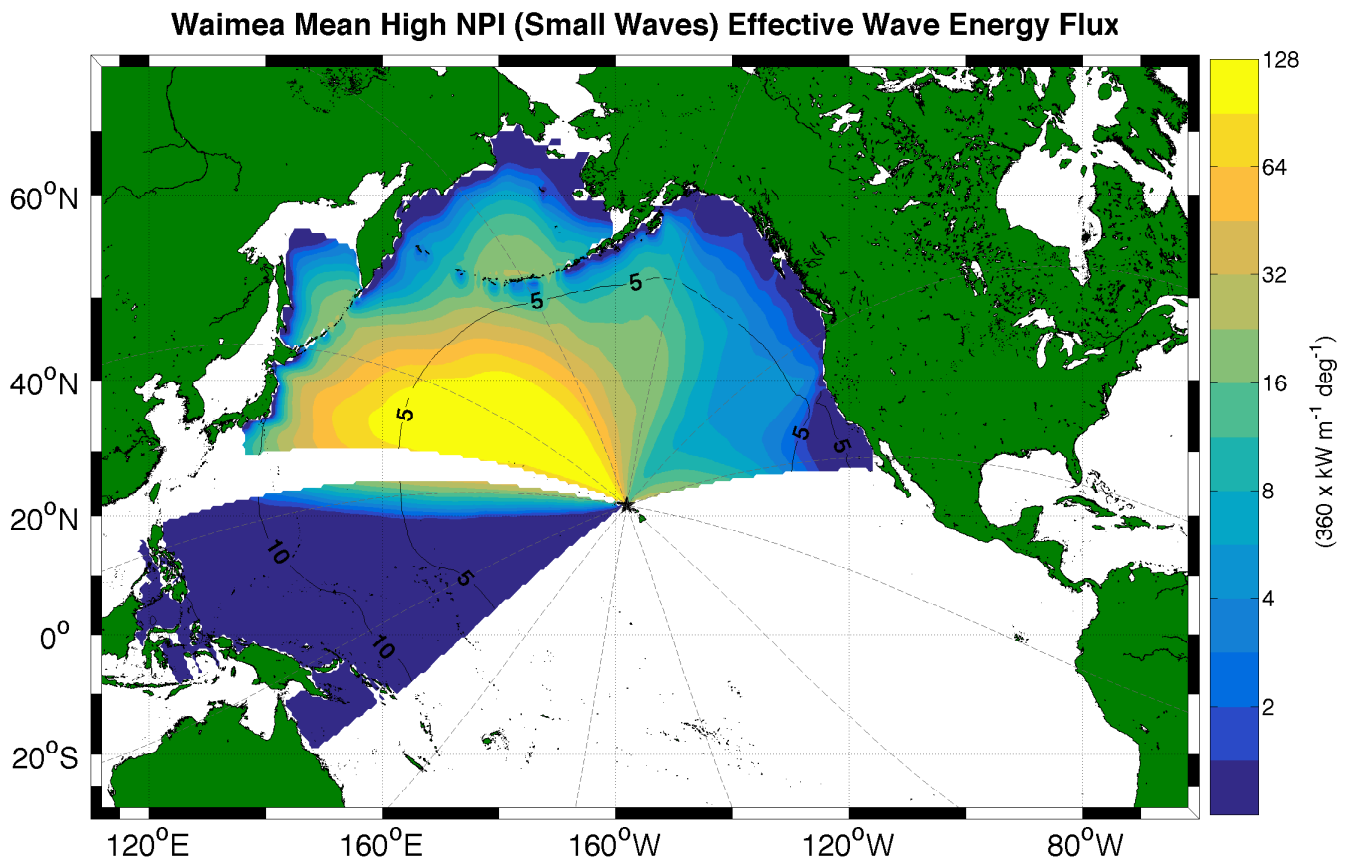 Waimea Mean High NPI (Small Waves) Effective Wave Energy Flux
128
64
32
16
8
4
2
(360 x kW m⁻¹ deg⁻¹)
60°N
40°N
20°N
0°
20°S
120°E
160°E
160°W
120°W
80°W
5
5
5
5
5
10
5
10